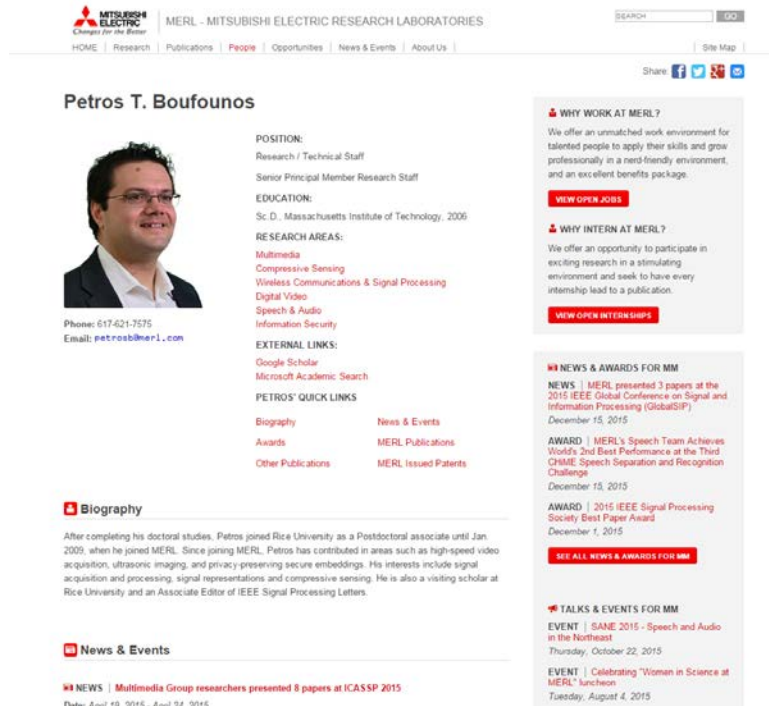 MITSUBISHI
ELECTRIC
Changes for the Better
MERL - MITSUBISHI ELECTRIC RESEARCH LABORATORIES
SEARCH
GO
HOME | Research | Publications | People | Opportunities | News & Events | About Us |
| Site Map |
Share:
Petros T. Boufounos
POSITION:
Research / Technical Staff
Senior Principal Member Research Staff
EDUCATION:
Sc.D., Massachusetts Institute of Technology, 2006
RESEARCH AREAS:
Multimedia
Compressive Sensing
Wireless Communications & Signal Processing
Digital Video
Speech & Audio
Information Security
Phone: 617-621-7575
Email: petrosb@merl.com
EXTERNAL LINKS:
Google Scholar
Microsoft Academic Search
PETROS' QUICK LINKS
Biography
News & Events
Awards
MERL Publications
Other Publications
MERL Issued Patents
Biography
After completing his doctoral studies, Petros joined Rice University as a Postdoctoral associate until Jan.
2009, when he joined MERL. Since joining MERL, Petros has contributed in areas such as high-speed video
acquisition, ultrasonic imaging, and privacy-preserving secure embeddings. His interests include signal
acquisition and processing, signal representations and compressive sensing. He is also a visiting scholar at
Rice University and an Associate Editor of IEEE Signal Processing Letters.
News & Events
NEWS | Multimedia Group researchers presented 8 papers at ICASSP 2015
Date: April 19, 2015 - April 24, 2015
WHY WORK AT MERL?
We offer an unmatched work environment for
talented people to apply their skills and grow
professionally in a nerd-friendly environment,
and an excellent benefits package.
VIEW OPEN JOBS
WHY INTERN AT MERL?
We offer an opportunity to participate in
exciting research in a stimulating
environment and seek to have every
internship lead to a publication.
VIEW OPEN INTERNSHIPS
NEWS & AWARDS FOR MM
NEWS | MERL presented 3 papers at the
2015 IEEE Global Conference on Signal and
Information Processing (GlobalSIP)
December 15, 2015
AWARD | MERL's Speech Team Achieves
World's 2nd Best Performance at the Third
CHiME Speech Separation and Recognition
Challenge
December 15, 2015
AWARD | 2015 IEEE Signal Processing
Society Best Paper Award
December 1, 2015
SEE ALL NEWS & AWARDS FOR MM
TALKS & EVENTS FOR MM
EVENT | SANE 2015 - Speech and Audio
in the Northeast
Thursday, October 22, 2015
EVENT | Celebrating "Women in Science at
MERL" luncheon
Tuesday, August 4, 2015